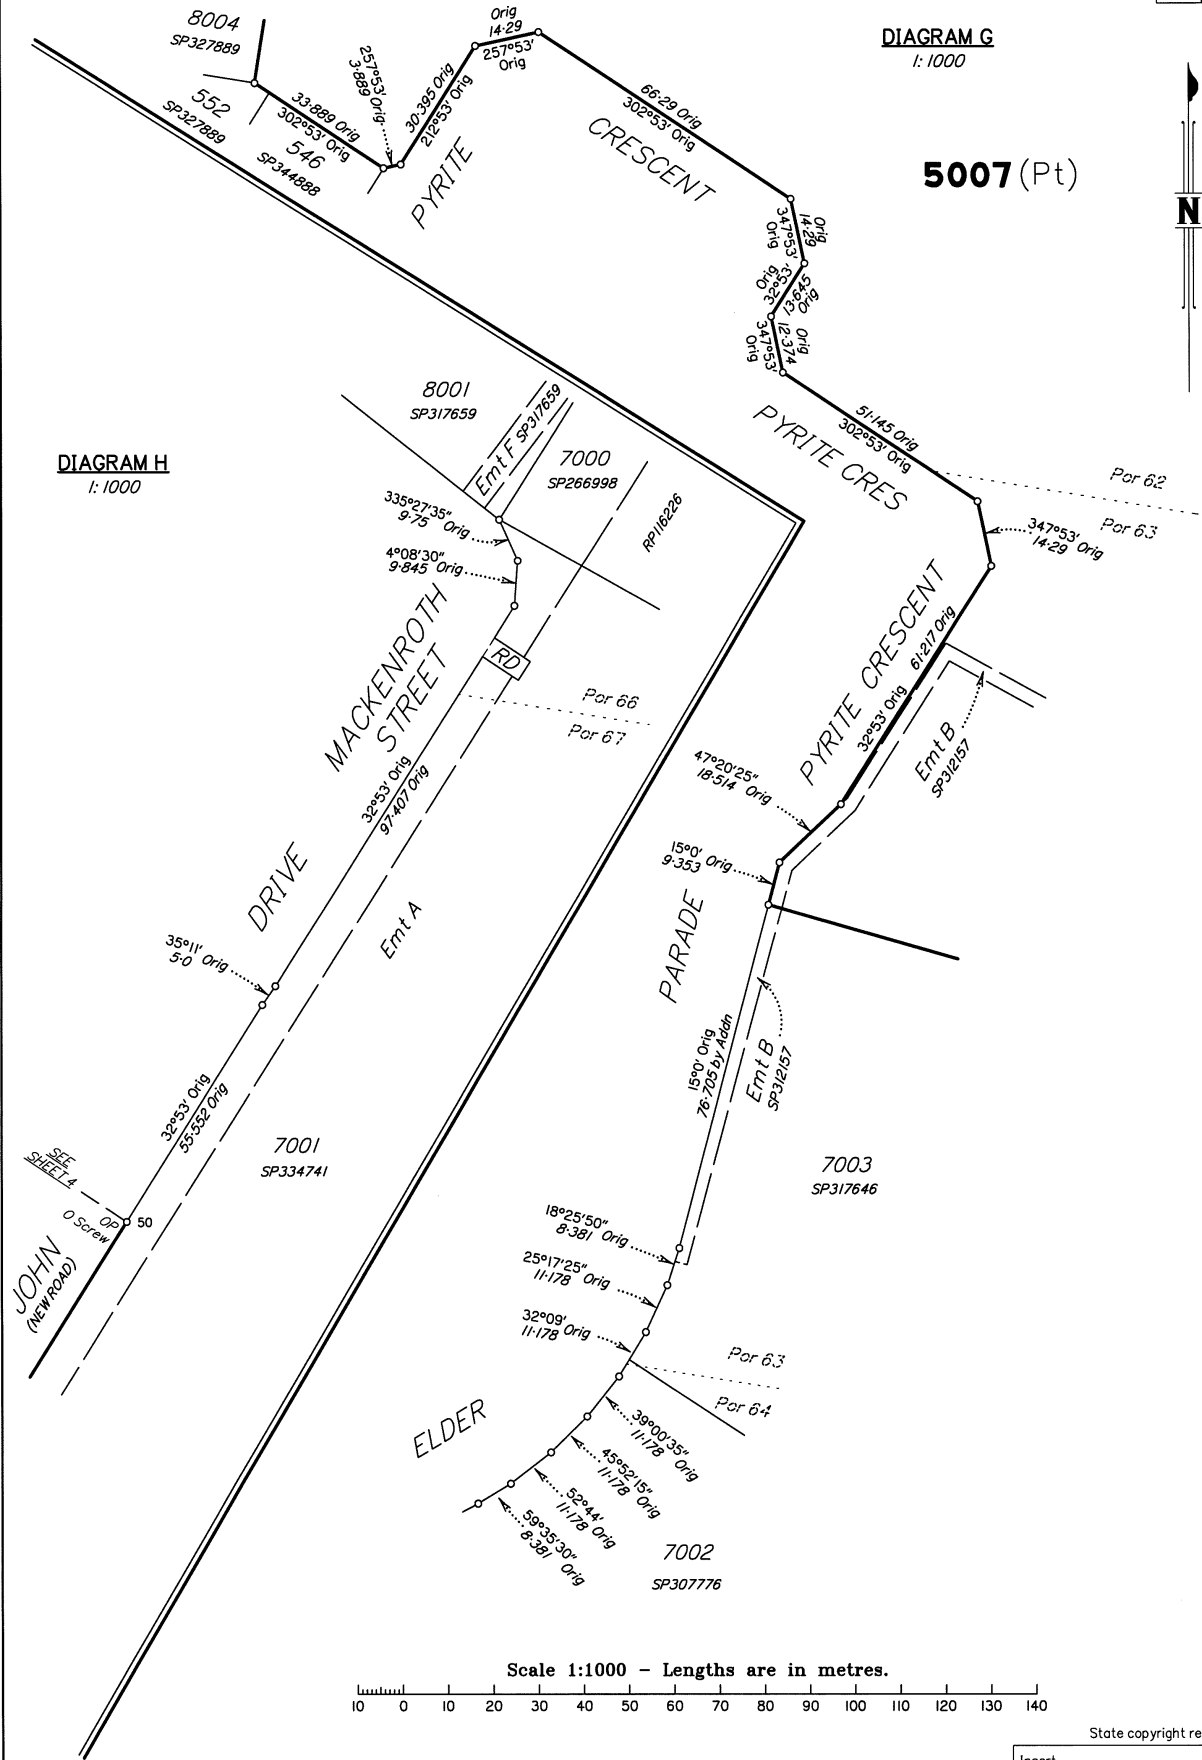 DIAGRAM G
1:1000
5007 (Pt)
N
8004
SP327889
552
SP327889
33·889 Orig
302°53' Orig
546
SP344888
257°53' Orig
3·889
30·395 Orig
212°53' Orig
PYRITE
Orig
14·29
257°53'
Orig
66·29 Orig
302°53' Orig
CRESCENT
Orig
14·29
347°53'
Orig
Orig
32°53'
13·645
Orig
Orig
12·374
347°53'
Orig
PYRITE CRES
51·145 Orig
302°53' Orig
Por 62
Por 63
347°53' Orig
14·29
PYRITE CRESCENT
61·217 Orig
32°53' Orig
Emt B
SP312157
47°20'25"
18·514 Orig
15°0' Orig
9·353
PARADE
15°0' Orig
76·705 by Addn
Emt B
SP312157
7003
SP317646
18°25'50"
8·381 Orig
25°17'25"
11·178 Orig
32°09' Orig
11·178
Por 63
Por 64
ELDER
39°00'35"
11·178 Orig
45°52'15"
11·178 Orig
52°44'
11·178 Orig
59°35'30"
8·381 Orig
7002
SP307776
DIAGRAM H
1:1000
8001
SP317659
Emt F SP317659
7000
SP266998
RP116226
335°27'35"
9·75 Orig
4°08'30"
9·845 Orig
MACKENROTH
STREET
RD
Por 66
Por 67
32°53' Orig
97·407 Orig
DRIVE
Emt A
35°11' Orig
5·0
32°53' Orig
55·552 Orig
7001
SP334741
SEE
SHEET 4
OP
O Screw
50
JOHN
(NEW ROAD)
Scale 1:1000 – Lengths are in metres.
10 0 10 20 30 40 50 60 70 80 90 100 110 120 130 140
State copyright re